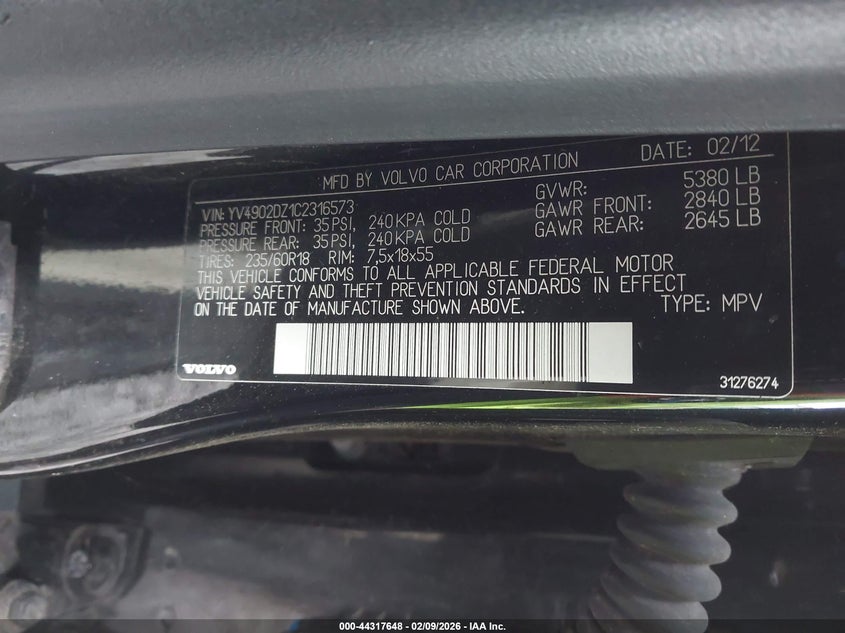 MFD BY VOLVO CAR CORPORATION DATE: 02/12
VIN: YV4902DZ1C2316573 GVWR: 5380 LB
PRESSURE FRONT: 35 PSI, 240 KPA COLD GAWR FRONT: 2840 LB
PRESSURE REAR: 35 PSI, 240 KPA COLD GAWR REAR: 2645 LB
TIRES: 235/60R18 RIM: 7,5x18x55
THIS VEHICLE CONFORMS TO ALL APPLICABLE FEDERAL MOTOR
VEHICLE SAFETY AND THEFT PREVENTION STANDARDS IN EFFECT
ON THE DATE OF MANUFACTURE SHOWN ABOVE. TYPE: MPV
VOLVO 31276274
000-44317648 - 02/09/2026 - IAA Inc.